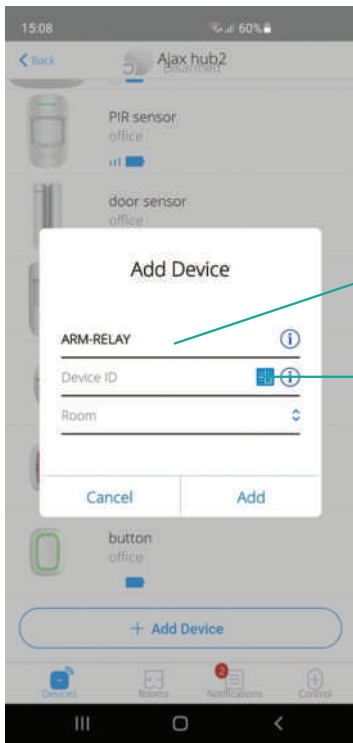 15:08
60%
Back
Ajax hub2
Disarmed
PIR sensor
office
door sensor
office
Add Device
ARM-RELAY
Device ID
Room
Cancel
Add
button
office
+ Add Device
2
Devices
Rooms
Notifications
Control